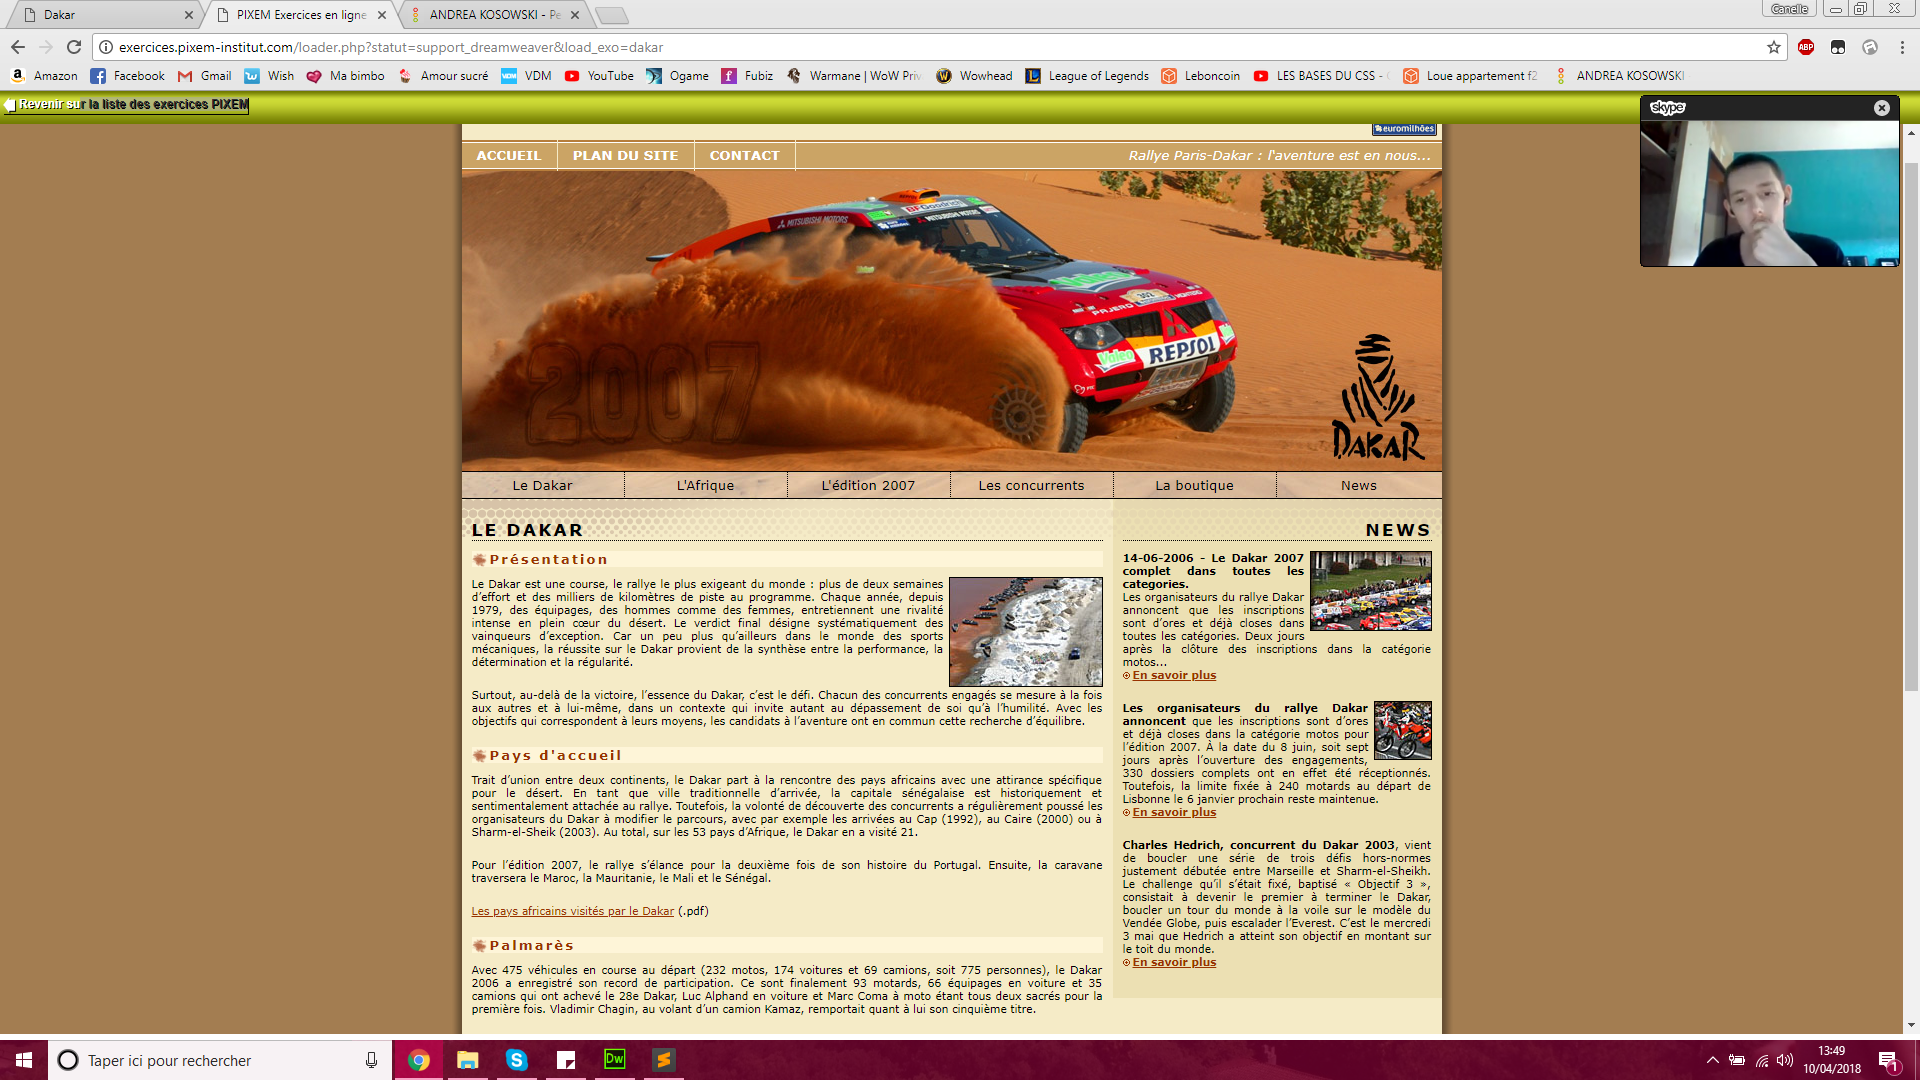 Dakar
PIXEM Exercices en ligne
ANDREA KOSOWSKI - Pe
Canelle
exercices.pixem-institut.com/loader.php?statut=support_dreamweaver&load_exo=dakar
ABP
Amazon
Facebook
Gmail
Wish
Ma bimbo
Amour sucré
VDM
YouTube
Ogame
Fubiz
Warmane | WoW Priv
Wowhead
League of Legends
Leboncoin
LES BASES DU CSS -
Loue appartement f2
ANDREA KOSOWSKI
Revenir sur la liste des exercices PIXEM
skype
euromilhões
ACCUEIL
PLAN DU SITE
CONTACT
Rallye Paris-Dakar : l'aventure est en nous...
MITSUBISHI MOTORS
BFGoodrich
MITSUBISHI MOTORS
Valeo
302
PAJERO
MONTERO
Valeo
REPSOL
2007
DAKAR
Le Dakar
L'Afrique
L'édition 2007
Les concurrents
La boutique
News
LE DAKAR
Présentation
Le Dakar est une course, le rallye le plus exigeant du monde : plus de deux semaines
d’effort et des milliers de kilomètres de piste au programme. Chaque année, depuis
1979, des équipages, des hommes comme des femmes, entretiennent une rivalité
intense en plein cœur du désert. Le verdict final désigne systématiquement des
vainqueurs d’exception. Car un peu plus qu’ailleurs dans le monde des sports
mécaniques, la réussite sur le Dakar provient de la synthèse entre la performance, la
détermination et la régularité.
Surtout, au-delà de la victoire, l’essence du Dakar, c’est le défi. Chacun des concurrents engagés se mesure à la fois
aux autres et à lui-même, dans un contexte qui invite autant au dépassement de soi qu’à l’humilité. Avec les
objectifs qui correspondent à leurs moyens, les candidats à l’aventure ont en commun cette recherche d’équilibre.
Pays d'accueil
Trait d’union entre deux continents, le Dakar part à la rencontre des pays africains avec une attirance spécifique
pour le désert. En tant que ville traditionnelle d’arrivée, la capitale sénégalaise est historiquement et
sentimentalement attachée au rallye. Toutefois, la volonté de découverte des concurrents a régulièrement poussé les
organisateurs du Dakar à modifier le parcours, avec par exemple les arrivées au Cap (1992), au Caire (2000) ou à
Sharm-el-Sheik (2003). Au total, sur les 53 pays d’Afrique, le Dakar en a visité 21.
Pour l’édition 2007, le rallye s’élance pour la deuxième fois de son histoire du Portugal. Ensuite, la caravane
traversera le Maroc, la Mauritanie, le Mali et le Sénégal.
Les pays africains visités par le Dakar (.pdf)
Palmarès
Avec 475 véhicules en course au départ (232 motos, 174 voitures et 69 camions, soit 775 personnes), le Dakar
2006 a enregistré son record de participation. Ce sont finalement 93 motards, 66 équipages en voiture et 35
camions qui ont achevé le 28e Dakar, Luc Alphand en voiture et Marc Coma à moto étant tous deux sacrés pour la
première fois. Vladimir Chagin, au volant d’un camion Kamaz, remportait quant à lui son cinquième titre.
NEWS
14-06-2006 - Le Dakar 2007
complet dans toutes les
categories.
Les organisateurs du rallye Dakar
annoncent que les inscriptions
sont d’ores et déjà closes dans
toutes les catégories. Deux jours
après la clôture des inscriptions dans la catégorie
motos...
En savoir plus
Les organisateurs du rallye Dakar
annoncent que les inscriptions sont d’ores
et déjà closes dans la catégorie motos pour
l’édition 2007. À la date du 8 juin, soit sept
jours après l’ouverture des engagements,
330 dossiers complets ont en effet été réceptionnés.
Toutefois, la limite fixée à 240 motards au départ de
Lisbonne le 6 janvier prochain reste maintenue.
En savoir plus
Charles Hedrich, concurrent du Dakar 2003, vient
de boucler une série de trois défis hors-normes
justement débutée entre Marseille et Sharm-el-Sheikh.
Le challenge qu’il s’était fixé, baptisé « Objectif 3 »,
consistait à devenir le premier à terminer le Dakar,
boucler un tour du monde à la voile sur le modèle du
Vendée Globe, puis escalader l’Everest. C’est le mercredi
3 mai que Hedrich a atteint son objectif en montant sur
le toit du monde.
En savoir plus
Taper ici pour rechercher
Dw
13:49
10/04/2018
1